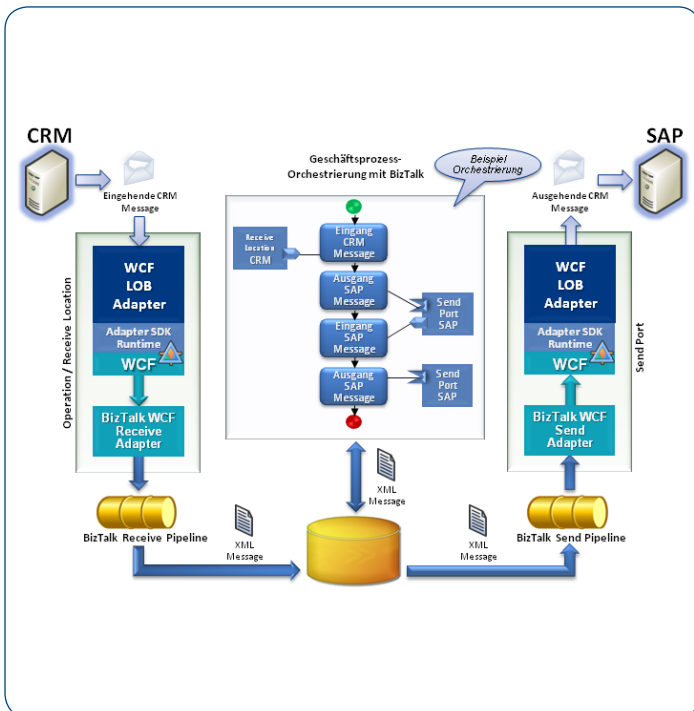 CRM
SAP
Eingehende CRM
Message
Geschäftsprozess-
Orchestrierung mit BizTalk
Beispiel
Orchestrierung
Ausgehende CRM
Message
Operation / Receive Location
WCF
LOB
Adapter
Adapter SDK
Runtime
WCF
BizTalk WCF
Receive
Adapter
Receive
Location
CRM
Eingang
CRM
Message
Ausgang
SAP
Message
Eingang
SAP
Message
Ausgang
SAP
Message
Send
Port
SAP
Send
Port
SAP
WCF
LOB
Adapter
Adapter SDK
Runtime
WCF
BizTalk WCF
Send
Adapter
Send Port
BizTalk Receive Pipeline
XML
Message
XML
Message
XML
Message
BizTalk Send Pipeline